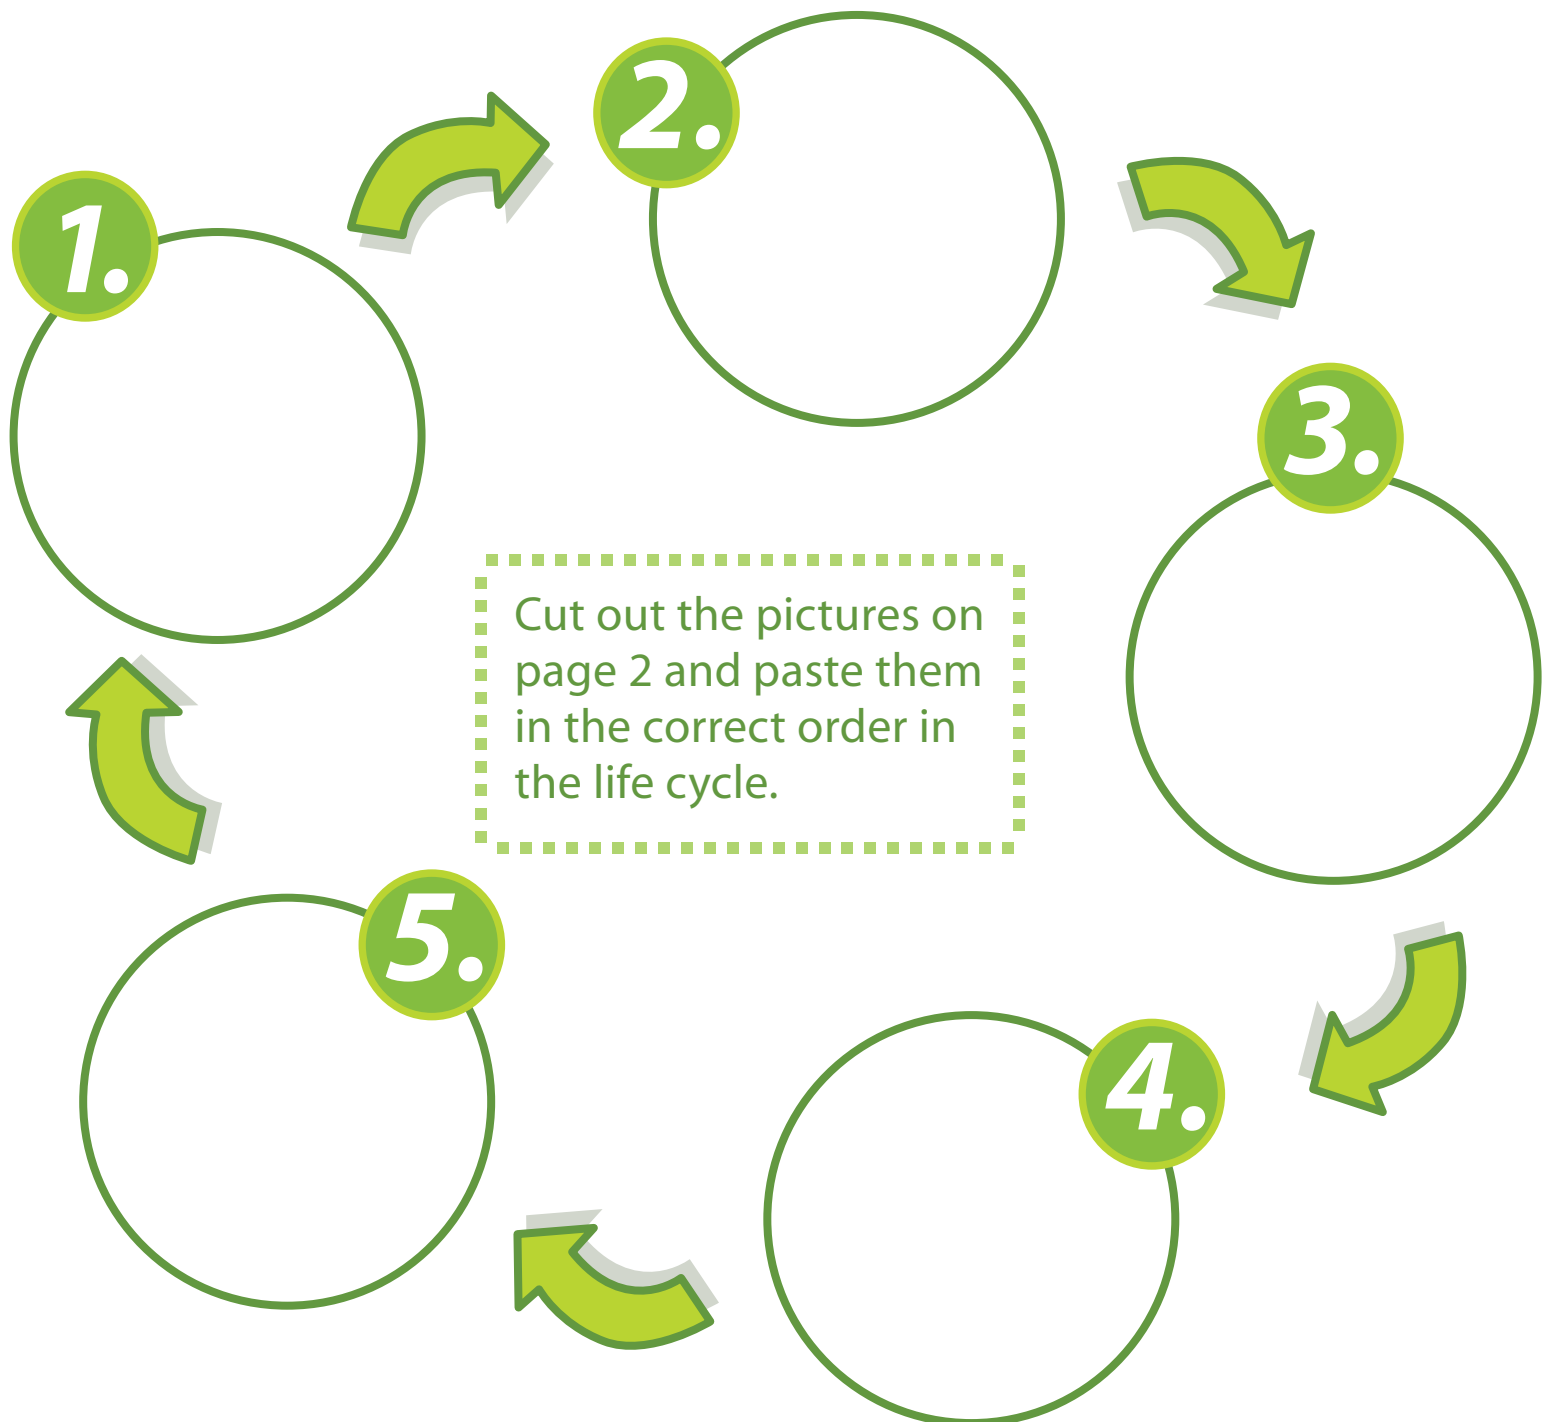 1.
2.
3.
Cut out the pictures on
page 2 and paste them
in the correct order in
the life cycle.
4.
5.